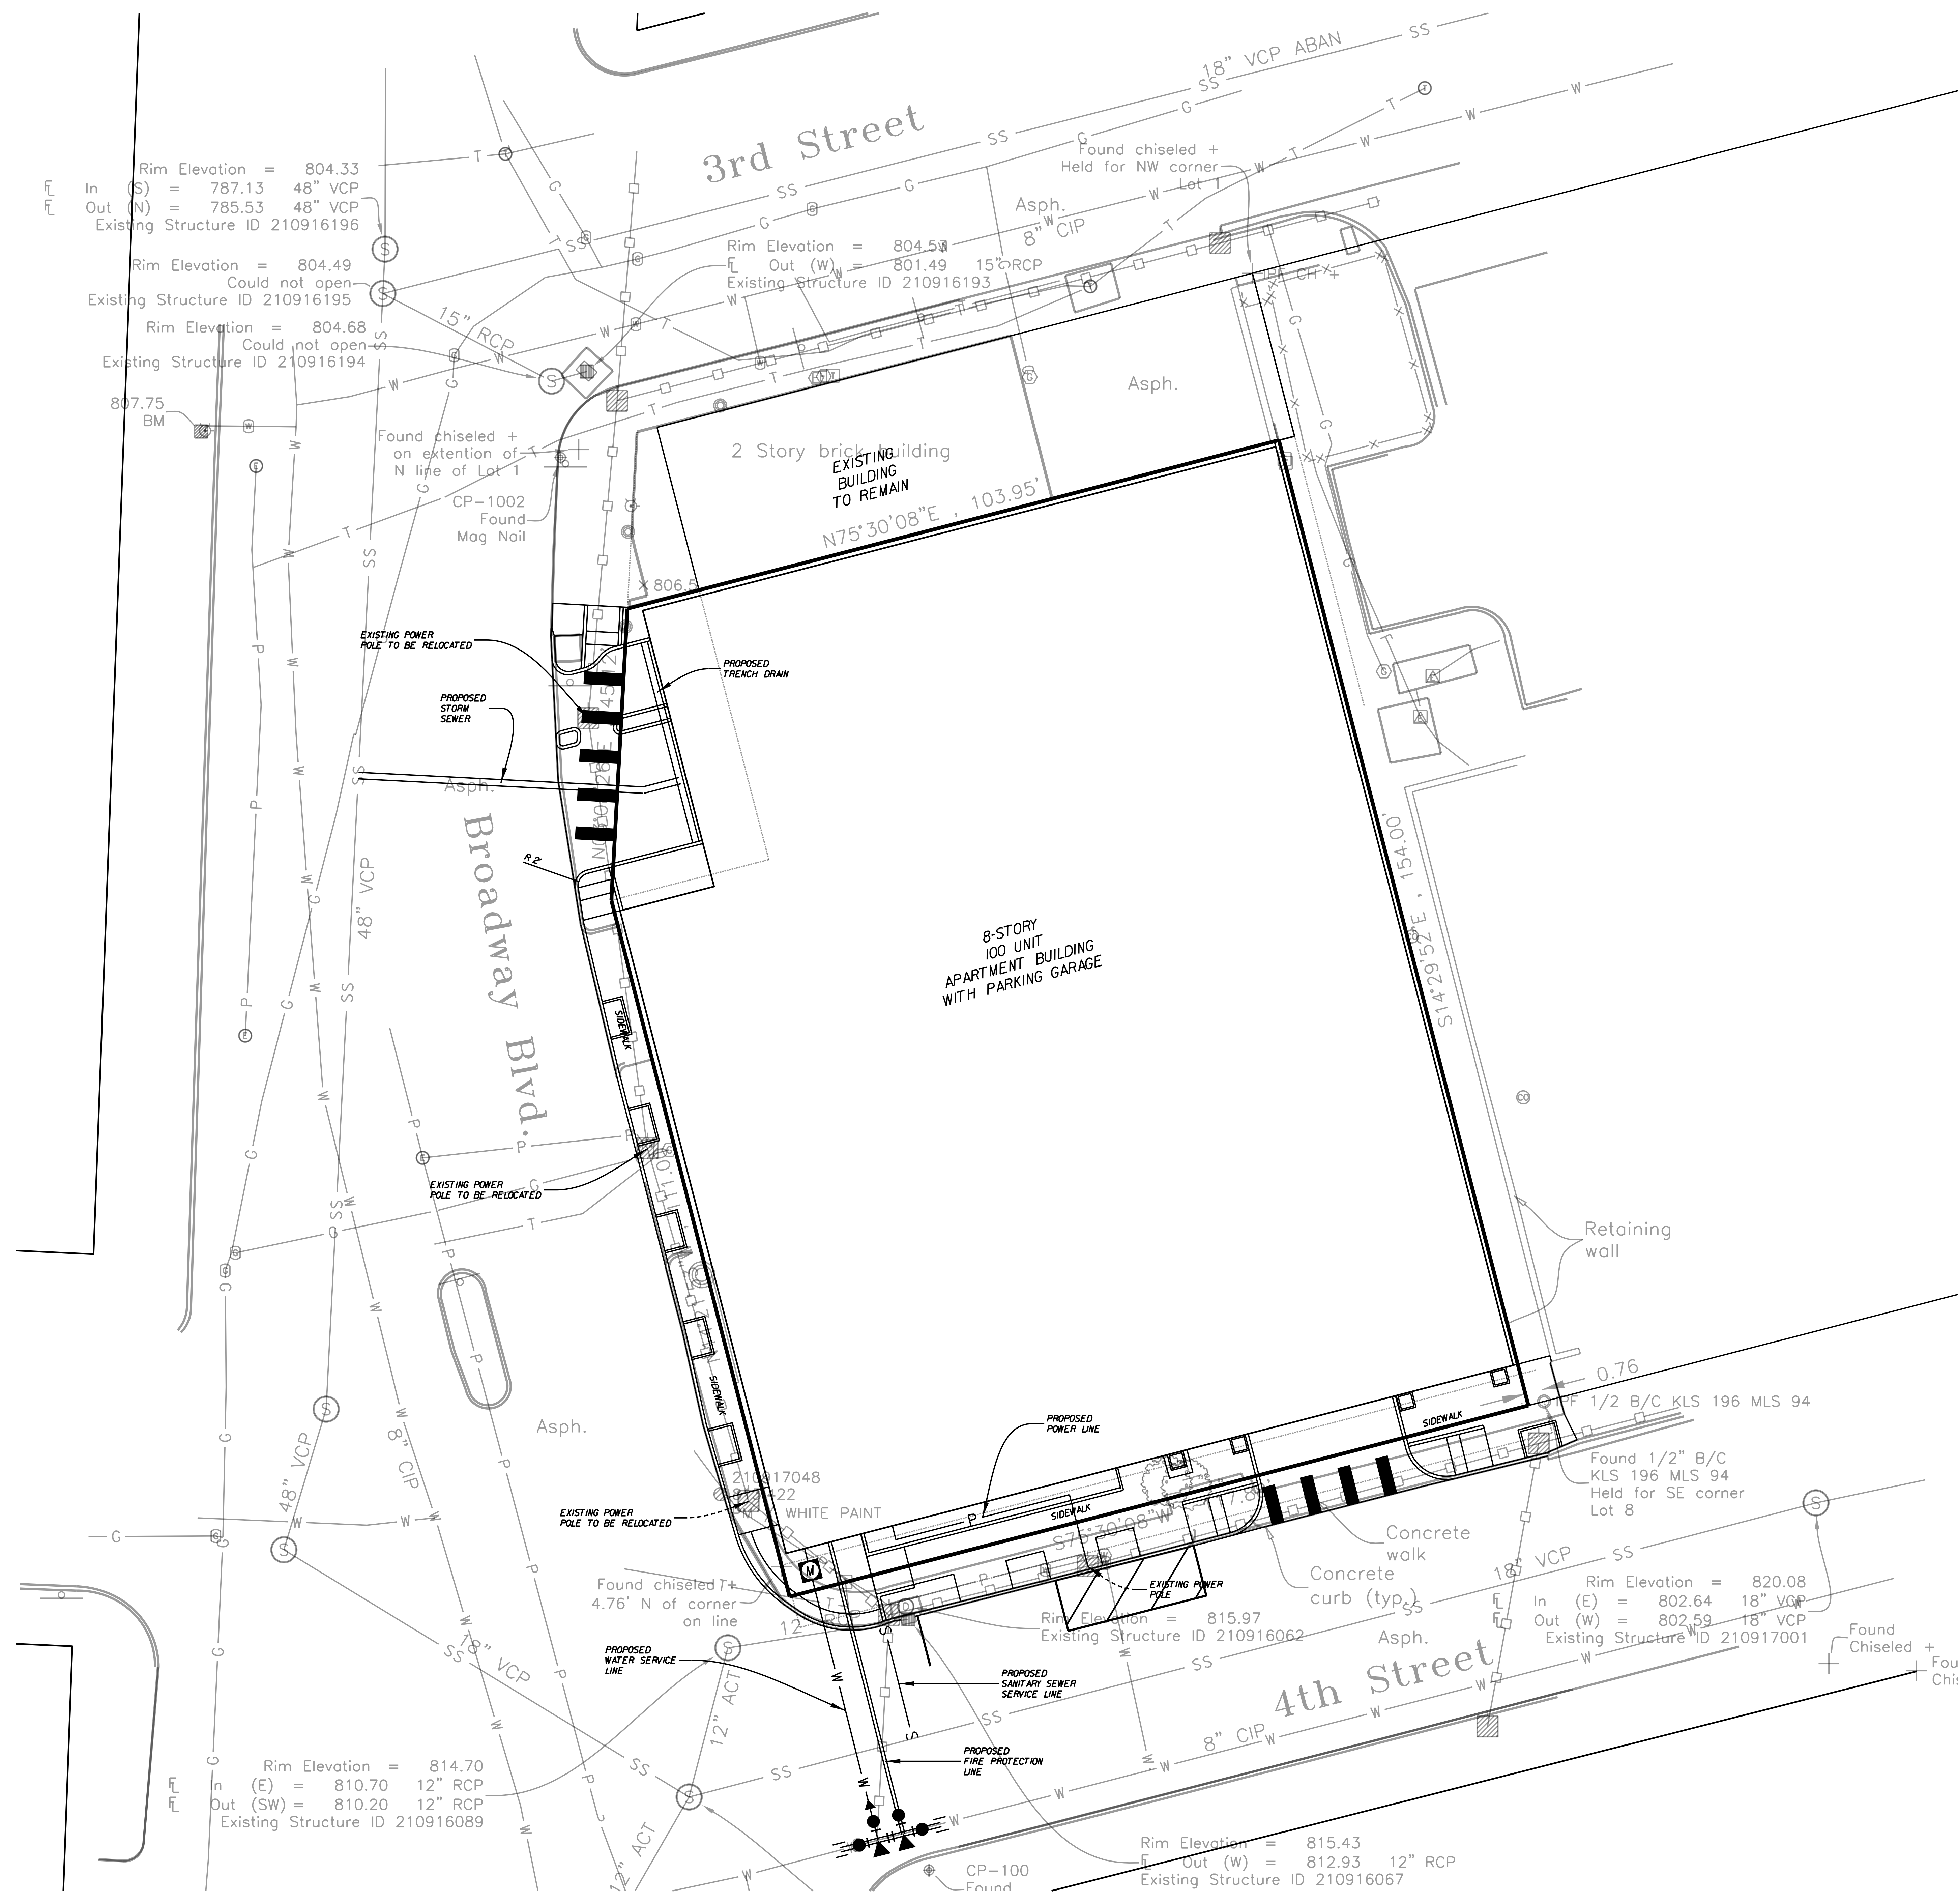 18" VCP ABAN
3rd Street
Rim Elevation = 804.33
In (S) = 787.13 48" VCP
Out (N) = 785.53 48" VCP
Existing Structure ID 210916196
Rim Elevation = 804.49
Could not open
Existing Structure ID 210916195
Rim Elevation = 804.68
Could not open
Existing Structure ID 210916194
15" RCP
807.75
BM
Rim Elevation = 804.53
Out (W) = 801.49 15" RCP
Existing Structure ID 210916193
Asph.
8" CIP
Found chiseled +
Held for NW corner
Lot 1
IPF CH +
Found chiseled +
on extention of
N line of Lot 1
CP-1002
Found
Mag Nail
2 Story brick building
EXISTING
BUILDING
TO REMAIN
Asph.
N75°30'08"E , 103.95'
806.5
EXISTING POWER
POLE TO BE RELOCATED
PROPOSED
TRENCH DRAIN
PROPOSED
STORM
SEWER
Asph.
R 2'
Broadway Blvd.
48" VCP
8-STORY
100 UNIT
APARTMENT BUILDING
WITH PARKING GARAGE
S14°29'52"E , 154.00'
SIDEWALK
EXISTING POWER
POLE TO BE RELOCATED
Retaining
wall
SIDEWALK
48" VCP
8" CIP
Asph.
210917048
WHITE PAINT
EXISTING POWER
POLE TO BE RELOCATED
PROPOSED
POWER LINE
SIDEWALK
SIDEWALK
0.76
IPF 1/2 B/C KLS 196 MLS 94
Found 1/2" B/C
KLS 196 MLS 94
Held for SE corner
Lot 8
S75°30'08"W
Concrete
walk
Concrete
curb (typ.)
18" VCP
EXISTING POWER
POLE
Found chiseled +
4.76' N of corner
on line
Rim Elevation = 815.97
Existing Structure ID 210916062
Rim Elevation = 820.08
In (E) = 802.64 18" VCP
Out (W) = 802.59 18" VCP
Existing Structure ID 210917001
Asph.
Found
Chiseled +
4th Street
8" CIP
18" VCP
12" ACT
PROPOSED
WATER SERVICE
LINE
PROPOSED
SANITARY SEWER
SERVICE LINE
PROPOSED
FIRE PROTECTION
LINE
Rim Elevation = 814.70
In (E) = 810.70 12" RCP
Out (SW) = 810.20 12" RCP
Existing Structure ID 210916089
12" ACT
Rim Elevation = 815.43
Out (W) = 812.93 12" RCP
Existing Structure ID 210916067
CP-100
Found